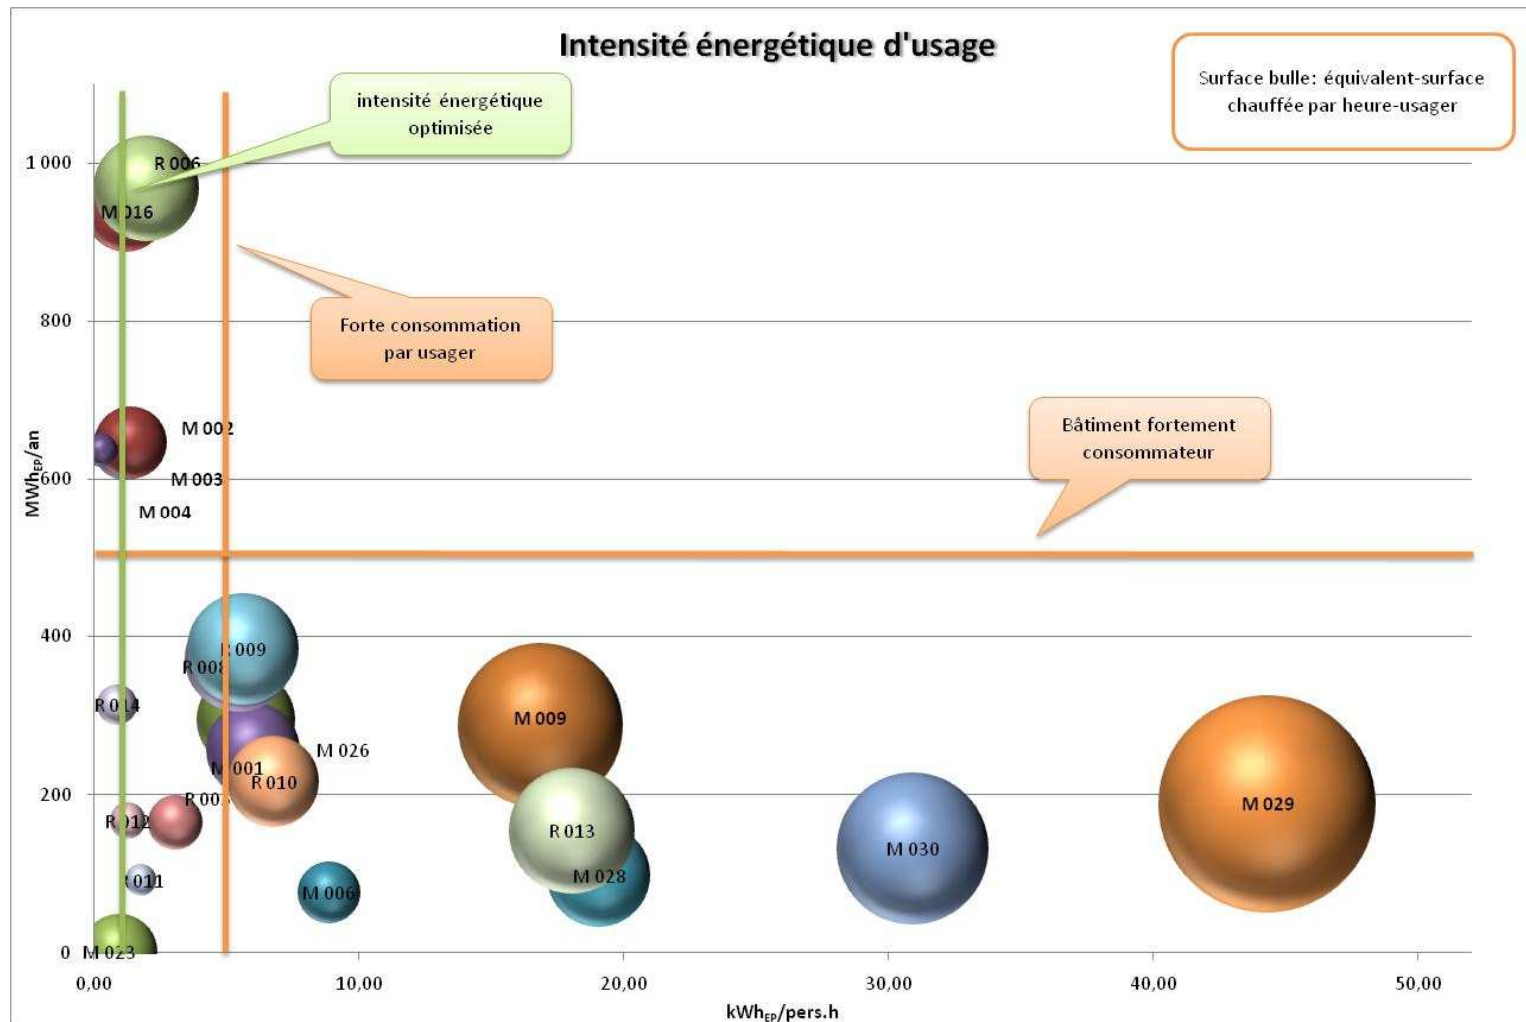 Intensité énergétique d'usage
Surface bulle: équivalent-surface
chauffée par heure-usager
intensité énergétique
optimisée
1 000
R 006
M 016
Forte consommation
par usager
800
M 002
M 003
M 004
600
Bâtiment fortement
consommateur
MWhEP/an
400
R 009
R 008
R 014
M 009
M 026
M 001
R 010
200
R 012
R 013
M 029
M 030
R 011
M 006
M 028
0
M 023
0,00
10,00
20,00
30,00
40,00
50,00
kWhEP/pers.h